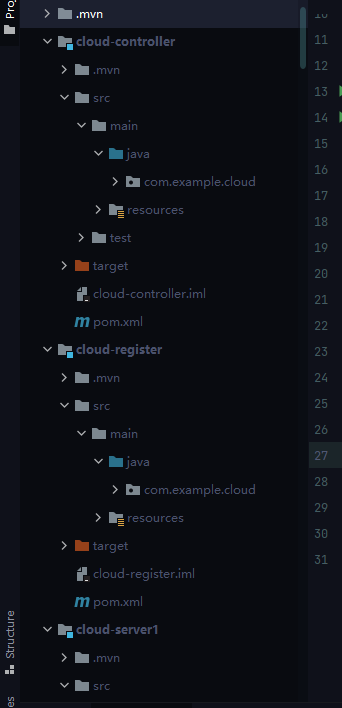 .mvn
cloud-controller
.mvn
src
main
java
com.example.cloud
resources
test
target
cloud-controller.iml
pom.xml
cloud-register
.mvn
src
main
java
com.example.cloud
resources
target
cloud-register.iml
pom.xml
cloud-server1
.mvn
src
Structure
11
12
13
14
15
16
17
18
19
20
21
22
23
24
25
26
27
28
29
30
31